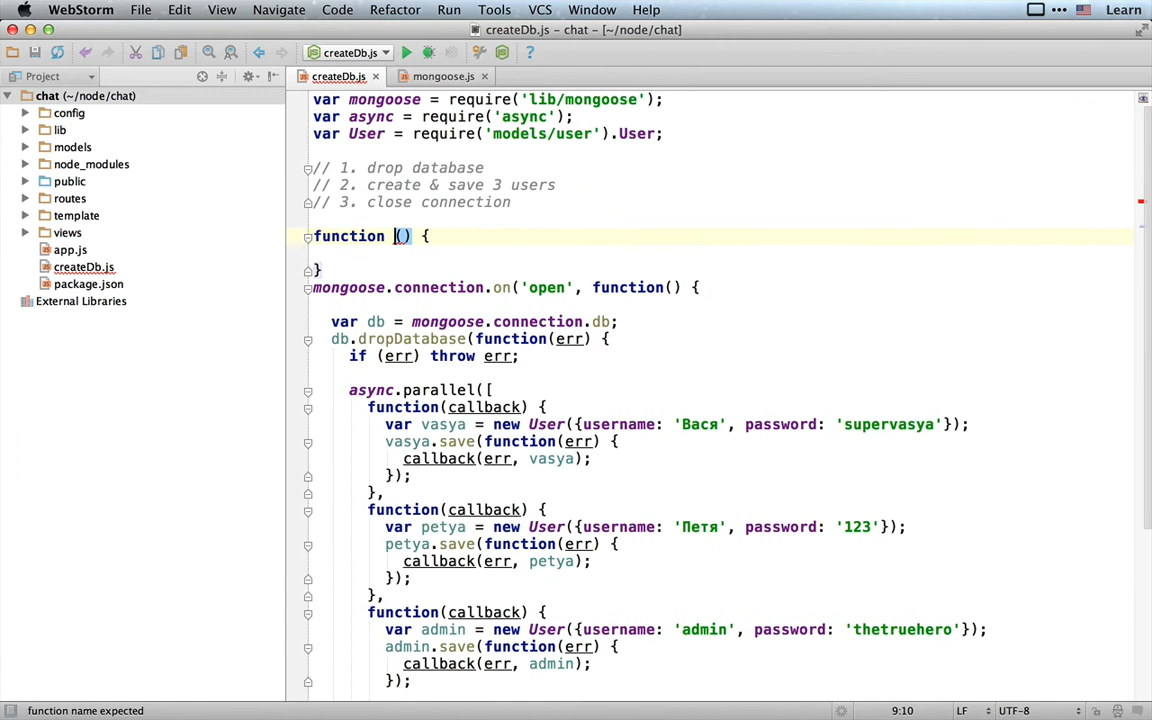 WebStorm File Edit View Navigate Code Refactor Run Tools VCS Window Help Learn
createDb.js – chat – [~/node/chat]
createDb.js
Project createDb.js mongoose.js
chat (~/node/chat)
config
lib
models
node_modules
public
routes
template
views
app.js
createDb.js
package.json
External Libraries
var mongoose = require('lib/mongoose');
var async = require('async');
var User = require('models/user').User;
// 1. drop database
// 2. create & save 3 users
// 3. close connection
function () {
}
mongoose.connection.on('open', function() {
var db = mongoose.connection.db;
db.dropDatabase(function(err) {
if (err) throw err;
async.parallel([
function(callback) {
var vasya = new User({username: 'Вася', password: 'supervasya'});
vasya.save(function(err) {
callback(err, vasya);
});
},
function(callback) {
var petya = new User({username: 'Петя', password: '123'});
petya.save(function(err) {
callback(err, petya);
});
},
function(callback) {
var admin = new User({username: 'admin', password: 'thetruehero'});
admin.save(function(err) {
callback(err, admin);
});
function name expected 9:10 LF UTF-8